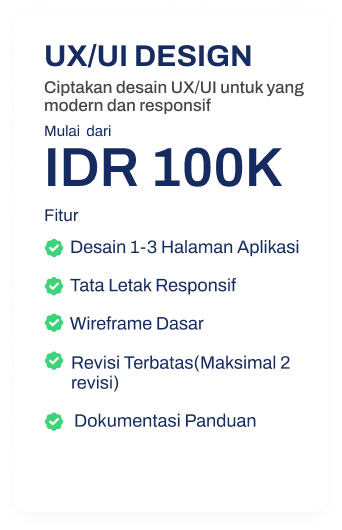 UX/UI DESIGN
Ciptakan desain UX/UI untuk yang
modern dan responsif
Mulai dari
IDR 100K
Fitur
Desain 1-3 Halaman Aplikasi
Tata Letak Responsif
Wireframe Dasar
Revisi Terbatas(Maksimal 2
revisi)
Dokumentasi Panduan